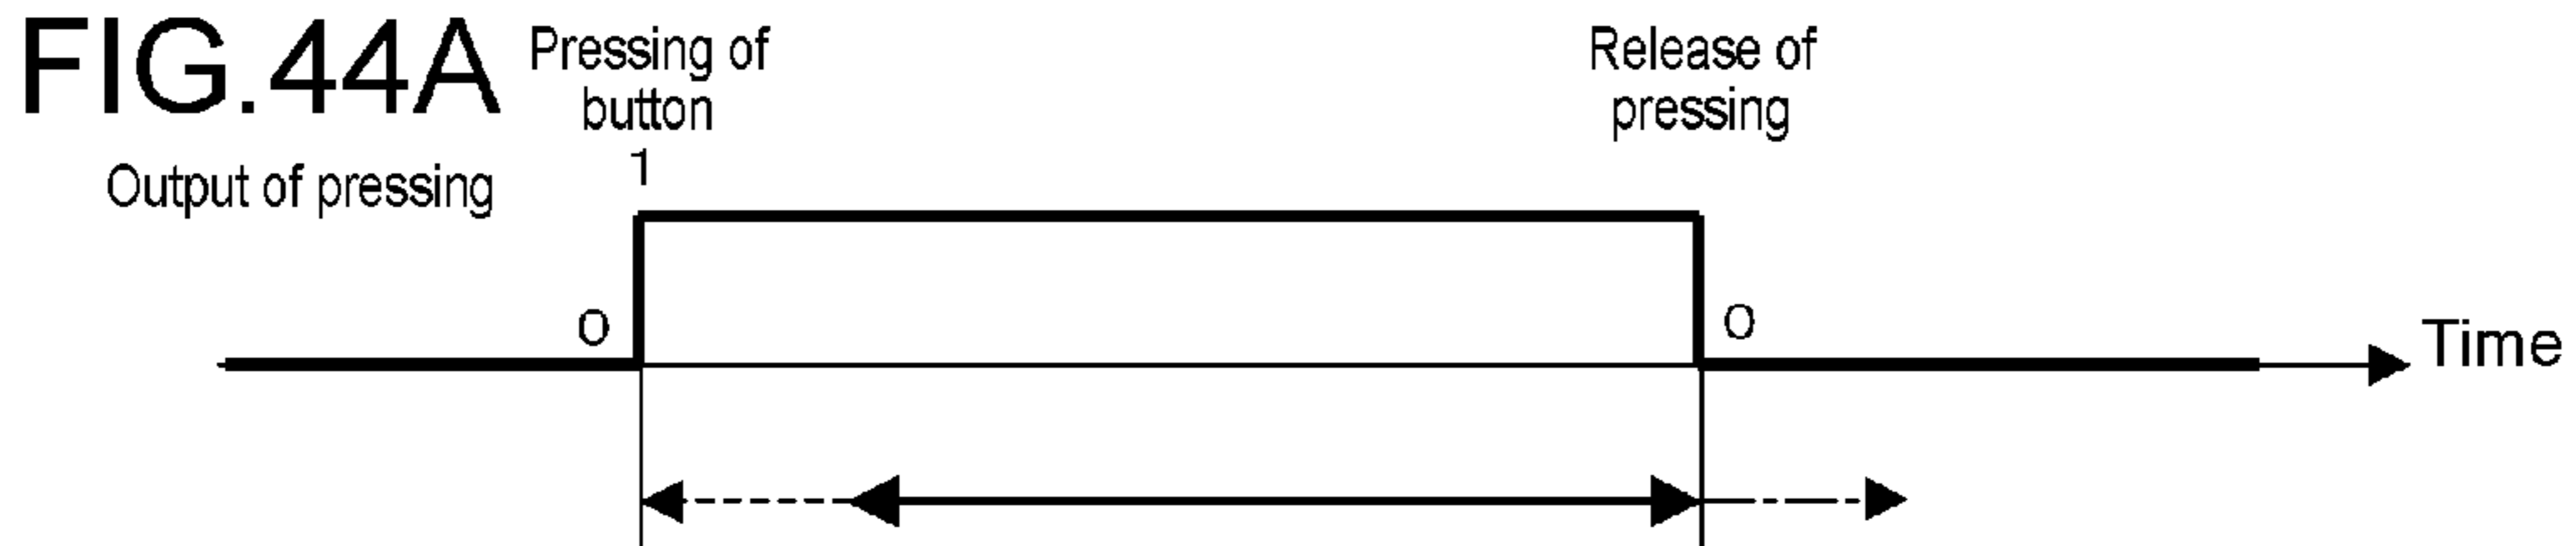 FIG.44A
Pressing of
button
1
Release of
pressing
Output of pressing
0
0
Time